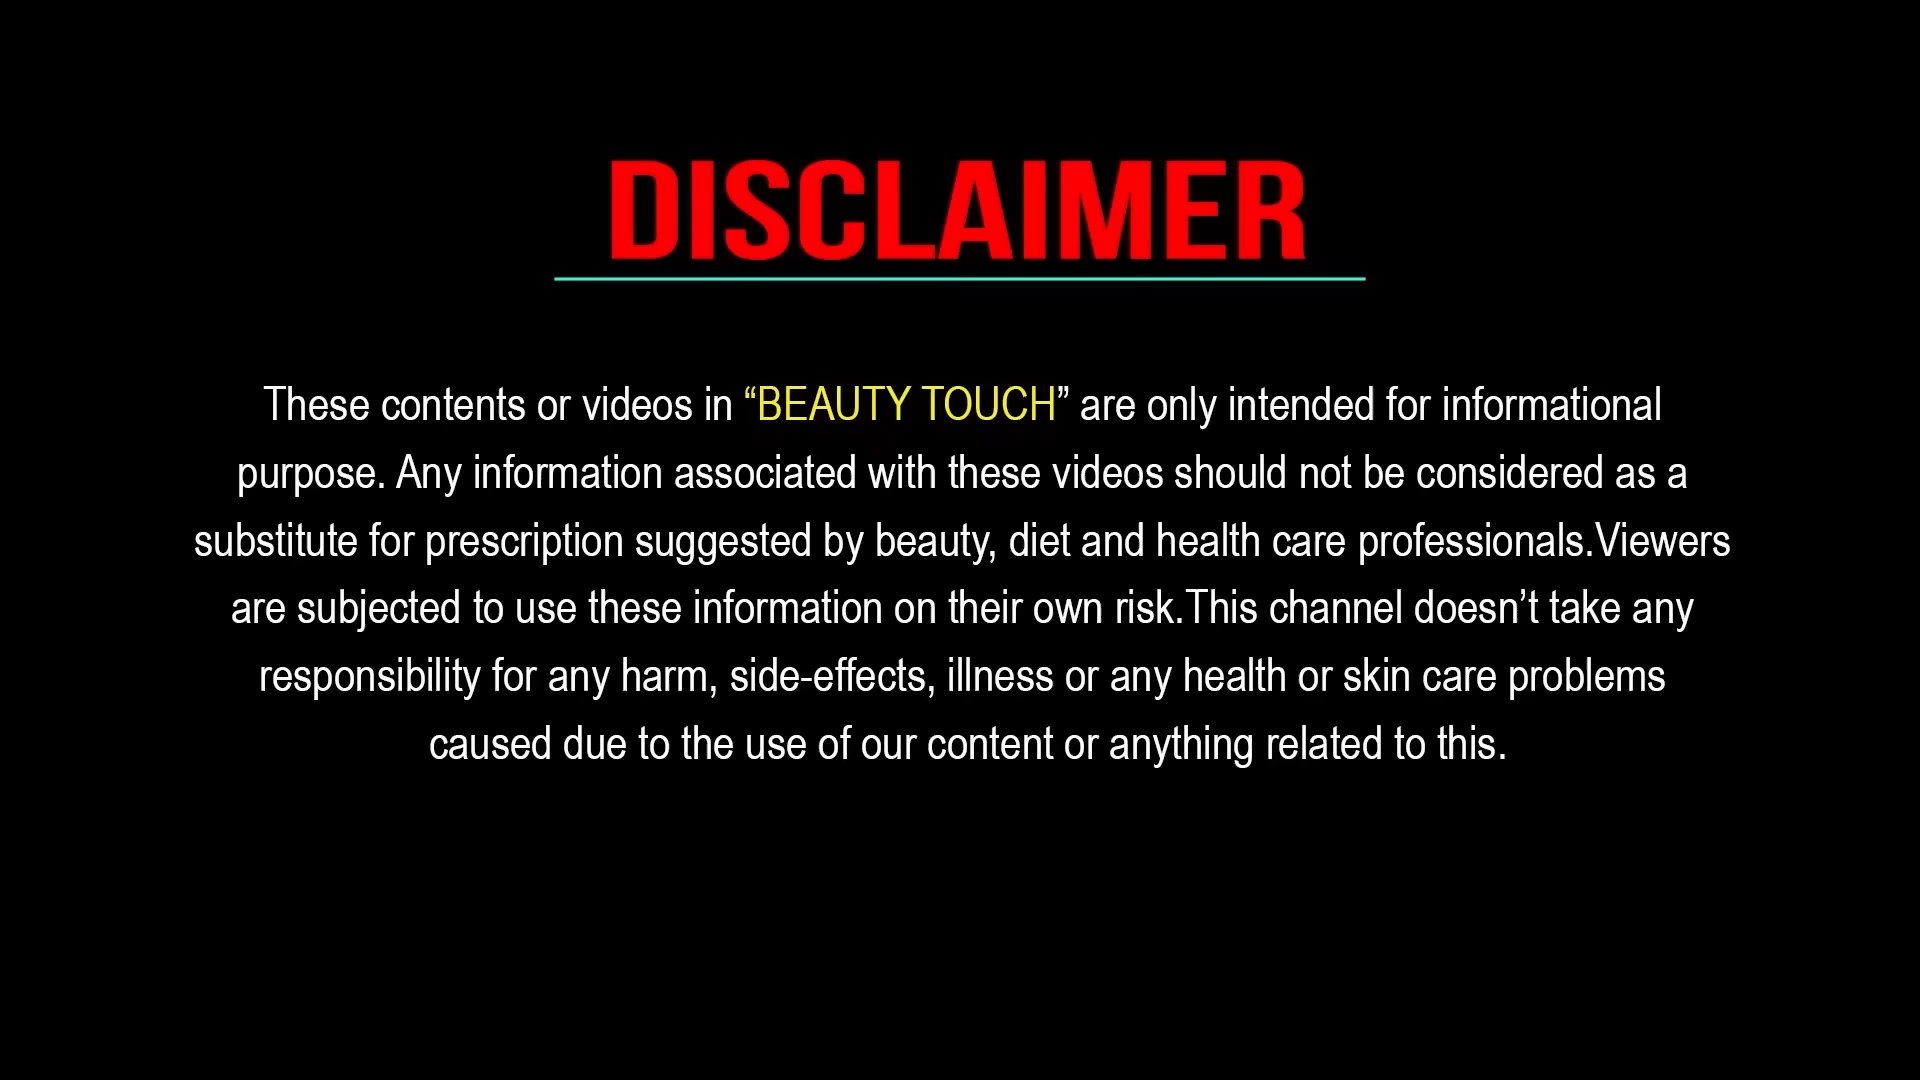 DISCLAIMER
These contents or videos in “BEAUTY TOUCH” are only intended for informational
purpose. Any information associated with these videos should not be considered as a
substitute for prescription suggested by beauty, diet and health care professionals.Viewers
are subjected to use these information on their own risk.This channel doesn’t take any
responsibility for any harm, side-effects, illness or any health or skin care problems
caused due to the use of our content or anything related to this.